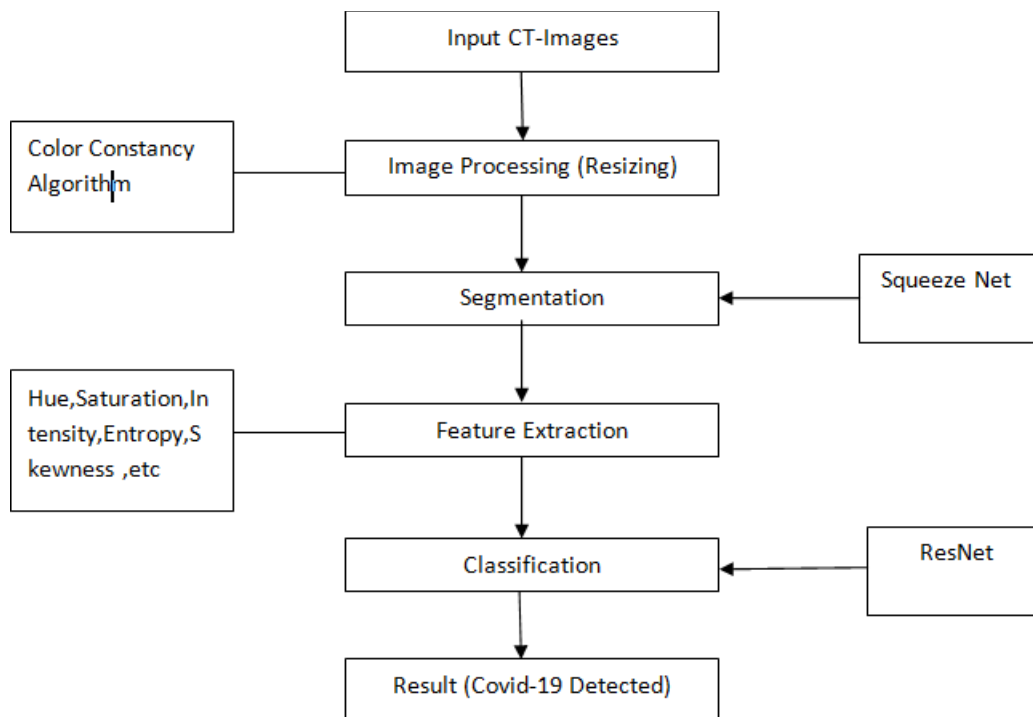 Input CT-Images
Color Constancy
Algorithm
Image Processing (Resizing)
Segmentation
Squeeze Net
Hue,Saturation,In
tensity,Entropy,S
kewness ,etc
Feature Extraction
Classification
ResNet
Result (Covid-19 Detected)